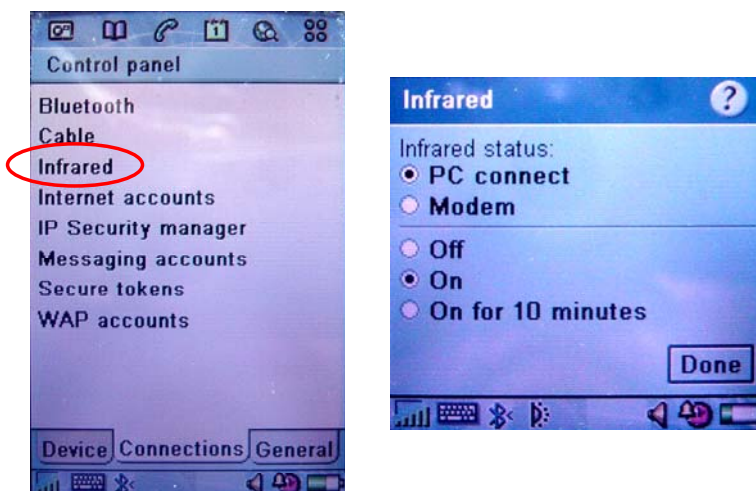 Control panel
Bluetooth
Cable
Infrared
Internet accounts
IP Security manager
Messaging accounts
Secure tokens
WAP accounts
Device Connections General
Infrared ?
Infrared status:
PC connect
Modem
Off
On
On for 10 minutes
Done